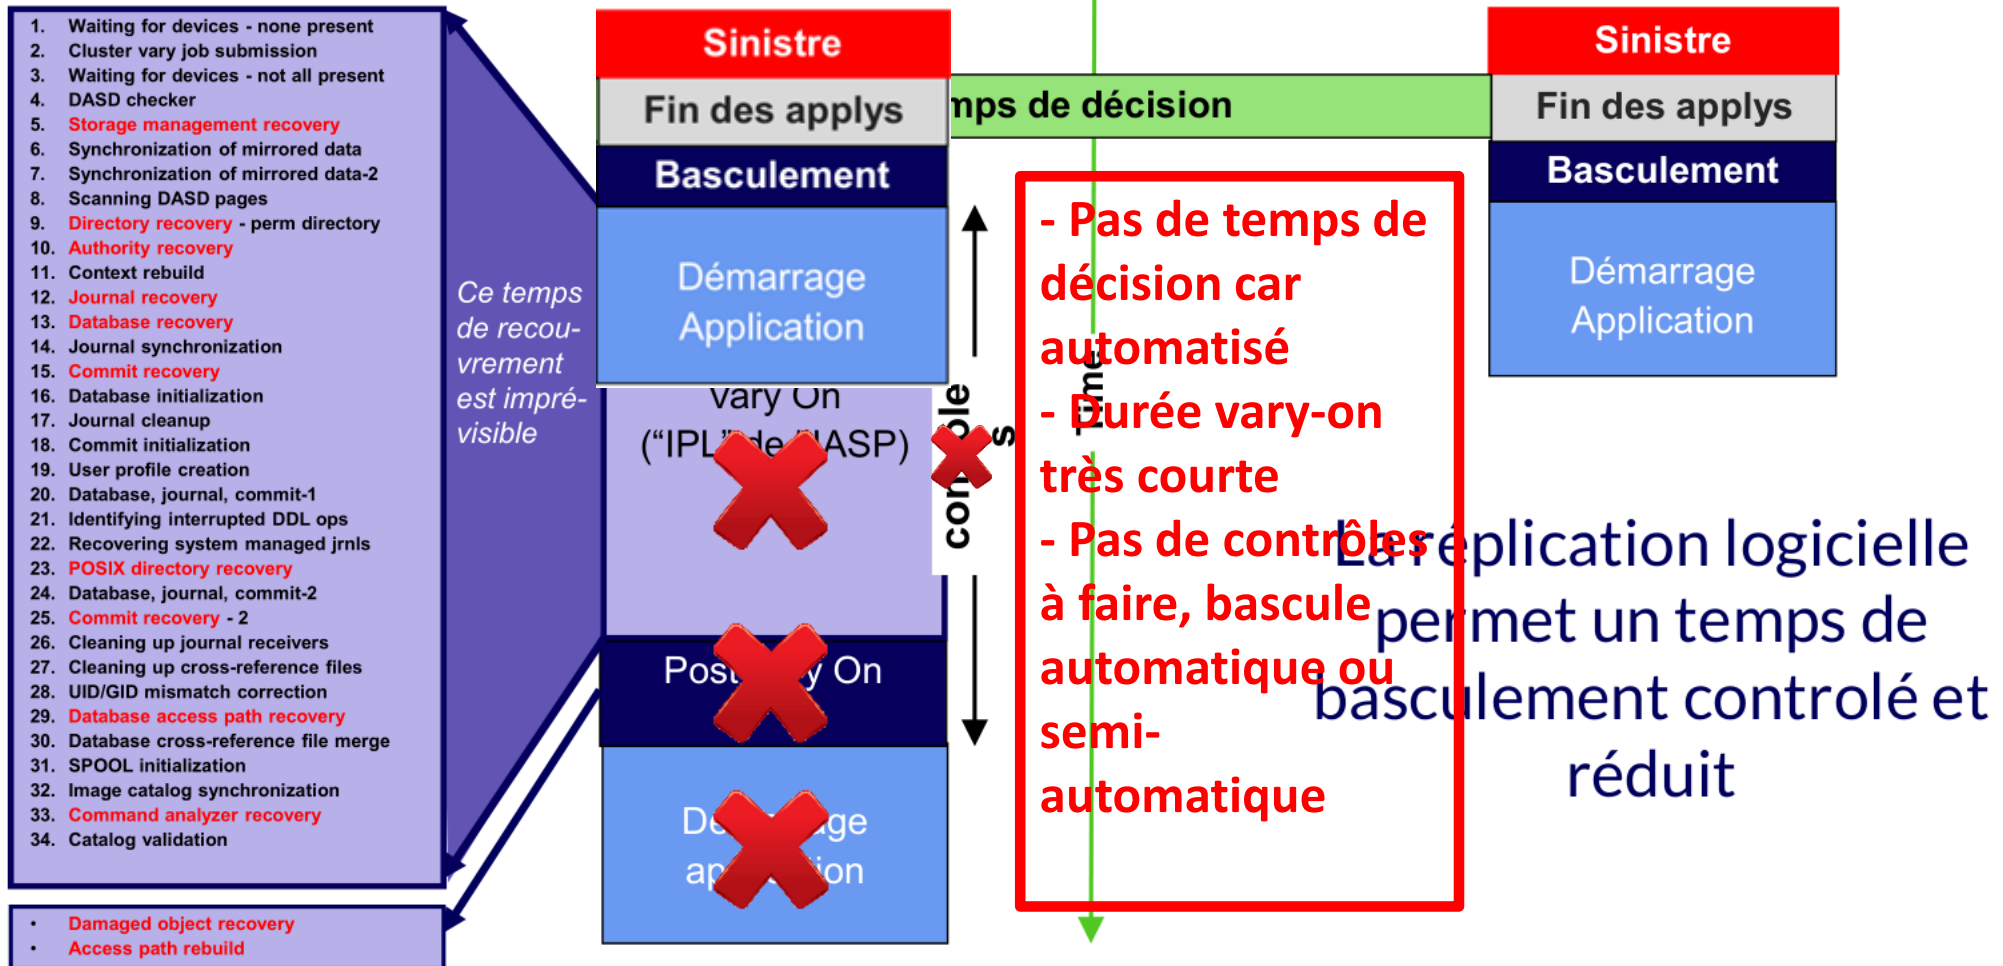 1. Waiting for devices - none present
2. Cluster vary job submission
3. Waiting for devices - not all present
4. DASD checker
5. Storage management recovery
6. Synchronization of mirrored data
7. Synchronization of mirrored data-2
8. Scanning DASD pages
9. Directory recovery - perm directory
10. Authority recovery
11. Context rebuild
12. Journal recovery
13. Database recovery
14. Journal synchronization
15. Commit recovery
16. Database initialization
17. Journal cleanup
18. Commit initialization
19. User profile creation
20. Database, journal, commit-1
21. Identifying interrupted DDL ops
22. Recovering system managed jrnls
23. POSIX directory recovery
24. Database, journal, commit-2
25. Commit recovery - 2
26. Cleaning up journal receivers
27. Cleaning up cross-reference files
28. UID/GID mismatch correction
29. Database access path recovery
30. Database cross-reference file merge
31. SPOOL initialization
32. Image catalog synchronization
33. Command analyzer recovery
34. Catalog validation
• Damaged object recovery
• Access path rebuild
Ce temps
de recou-
vrement
est impré-
visible
Sinistre
Fin des applys
Basculement
Démarrage
Application
Vary On
("IPL" de l'IASP)
Post Vary On
Démarrage
application
mps de décision
Time
- Pas de temps de
décision car
automatisé
- Durée vary-on
très courte
- Pas de contrôles
à faire, bascule
automatique ou
semi-
automatique
Sinistre
Fin des applys
Basculement
Démarrage
Application
La réplication logicielle
permet un temps de
basculement controlé et
réduit